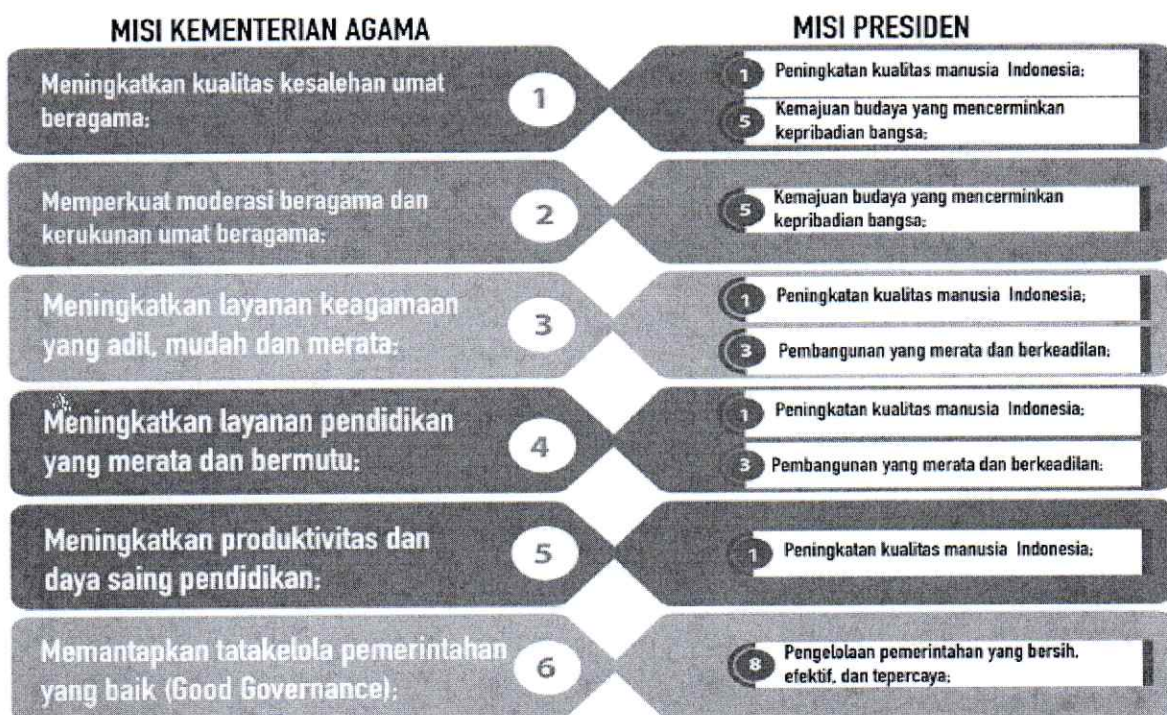 MISI KEMENTERIAN AGAMA
MISI PRESIDEN
Meningkatkan kualitas kesalehan umat
beragama;
1
1 Peningkatan kualitas manusia Indonesia;
5 Kemajuan budaya yang mencerminkan
kepribadian bangsa;
Memperkuat moderasi beragama dan
kerukunan umat beragama;
2
5 Kemajuan budaya yang mencerminkan
kepribadian bangsa;
Meningkatkan layanan keagamaan
yang adil, mudah dan merata;
3
1 Peningkatan kualitas manusia Indonesia;
3 Pembangunan yang merata dan berkeadilan;
Meningkatkan layanan pendidikan
yang merata dan bermutu;
4
1 Peningkatan kualitas manusia Indonesia;
3 Pembangunan yang merata dan berkeadilan;
Meningkatkan produktivitas dan
daya saing pendidikan;
5
1 Peningkatan kualitas manusia Indonesia;
Memantapkan tatakelola pemerintahan
yang baik (Good Governance);
6
8 Pengelolaan pemerintahan yang bersih,
efektif, dan tepercaya;